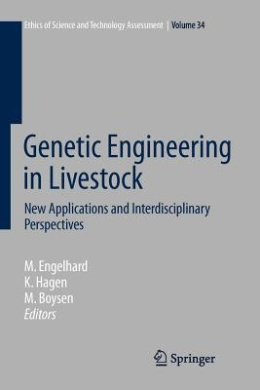 Ethics of Science and Technology Assessment | Volume 34
Genetic Engineering
in Livestock
New Applications and Interdisciplinary
Perspectives
M. Engelhard
K. Hagen
M. Boysen
Editors
Springer